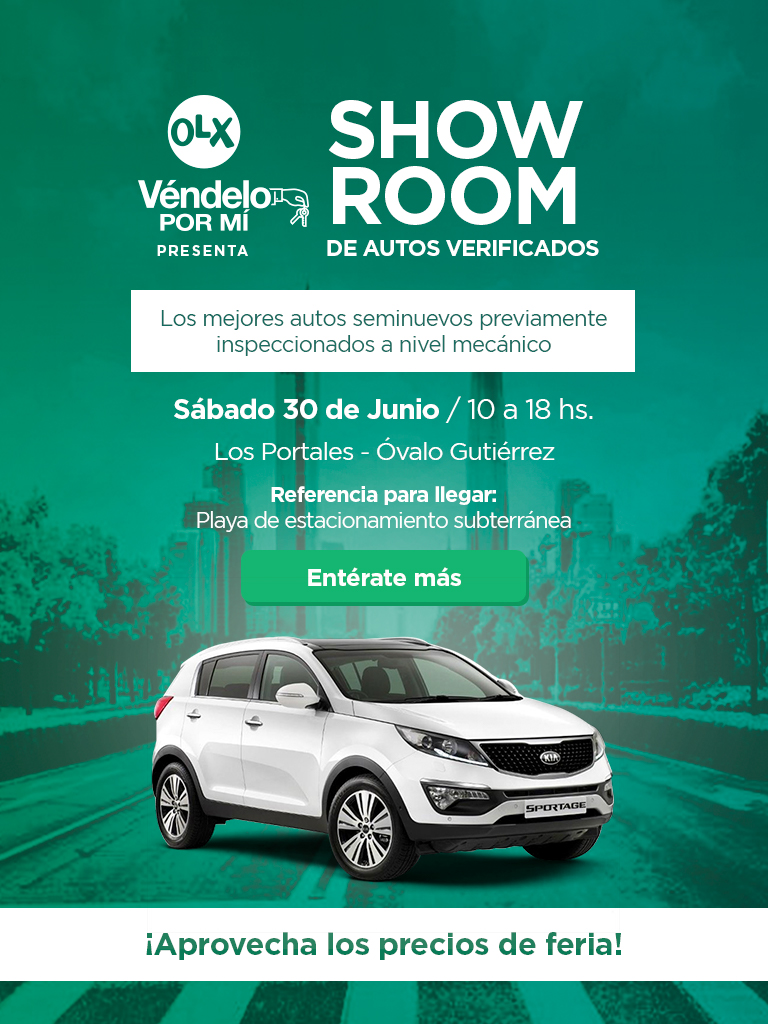 OLX
Véndelo
POR MÍ
PRESENTA
SHOW
ROOM
DE AUTOS VERIFICADOS
Los mejores autos seminuevos previamente
inspeccionados a nivel mecánico
Sábado 30 de Junio / 10 a 18 hs.
Los Portales - Óvalo Gutiérrez
Referencia para llegar:
Playa de estacionamiento subterránea
Entérate más
KIA
SPORTAGE
¡Aprovecha los precios de feria!